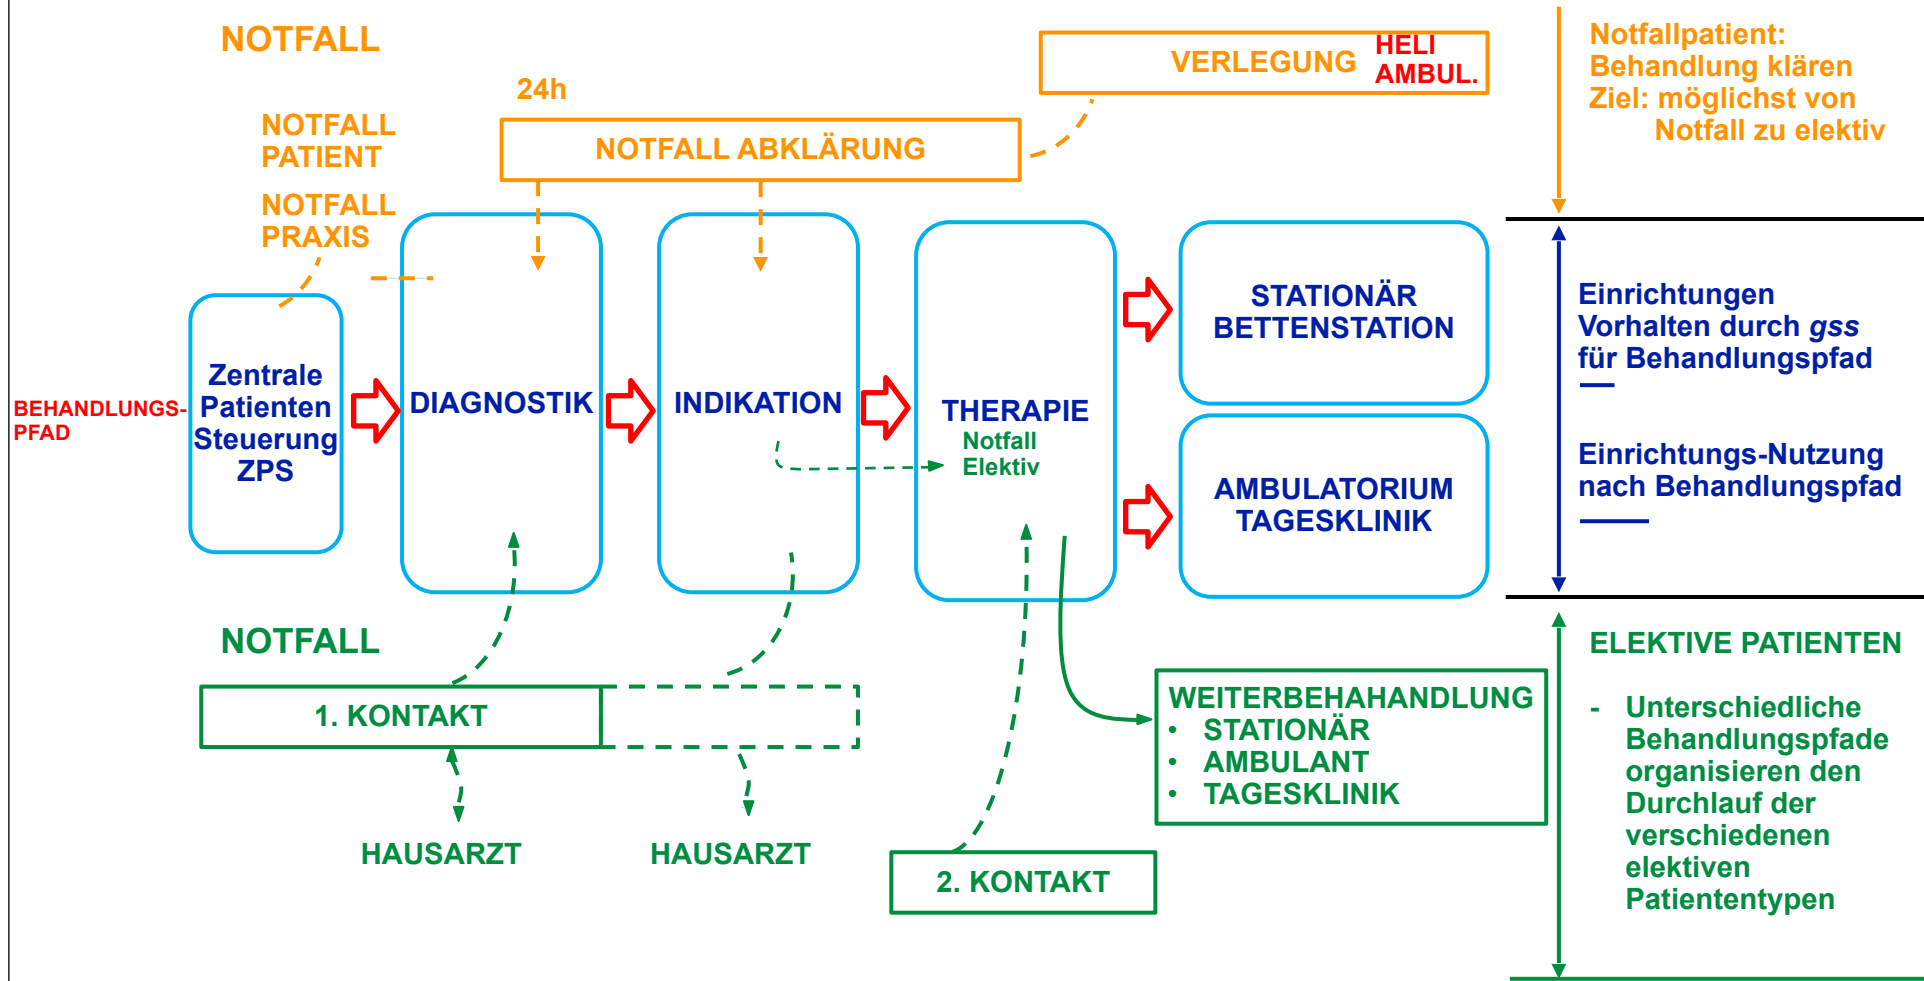 NOTFALL
24h
NOTFALL
PATIENT
NOTFALL
PRAXIS
NOTFALL ABKLÄRUNG
VERLEGUNG
HELI
AMBUL.
Notfallpatient:
Behandlung klären
Ziel: möglichst von
Notfall zu elektiv
BEHANDLUNGS-
PFAD
Zentrale
Patienten
Steuerung
ZPS
DIAGNOSTIK
INDIKATION
THERAPIE
Notfall
Elektiv
STATIONÄR
BETTENSTATION
AMBULATORIUM
TAGESKLINIK
Einrichtungen
Vorhalten durch gss
für Behandlungspfad
Einrichtungs-Nutzung
nach Behandlungspfad
NOTFALL
1. KONTAKT
HAUSARZT
HAUSARZT
2. KONTAKT
WEITERBEHAHANDLUNG
• STATIONÄR
• AMBULANT
• TAGESKLINIK
ELEKTIVE PATIENTEN
- Unterschiedliche
Behandlungspfade
organisieren den
Durchlauf der
verschiedenen
elektiven
Patiententypen